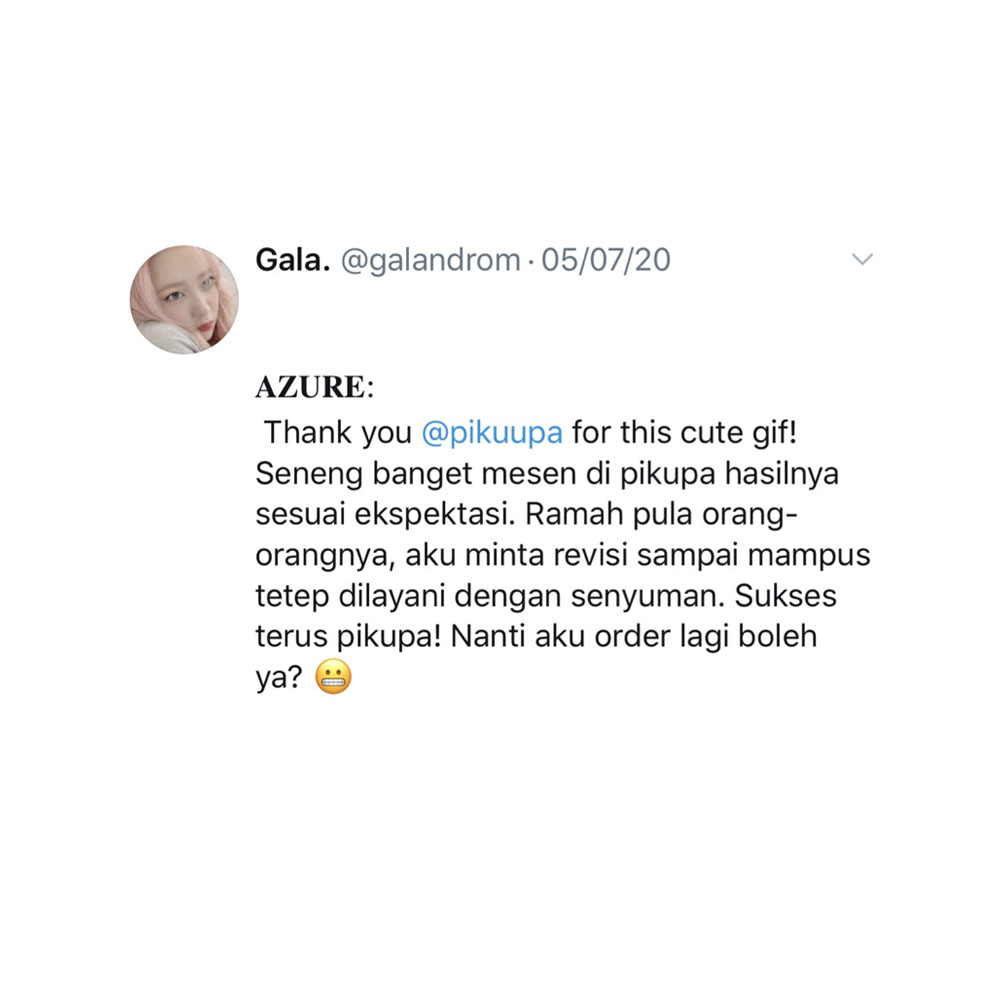 Gala. @galandrom · 05/07/20
𝐀𝐙𝐔𝐑𝐄:
Thank you @pikuupa for this cute gif!
Seneng banget mesen di pikupa hasilnya
sesuai ekspektasi. Ramah pula orang-
orangnya, aku minta revisi sampai mampus
tetep dilayani dengan senyuman. Sukses
terus pikupa! Nanti aku order lagi boleh
ya? 😬